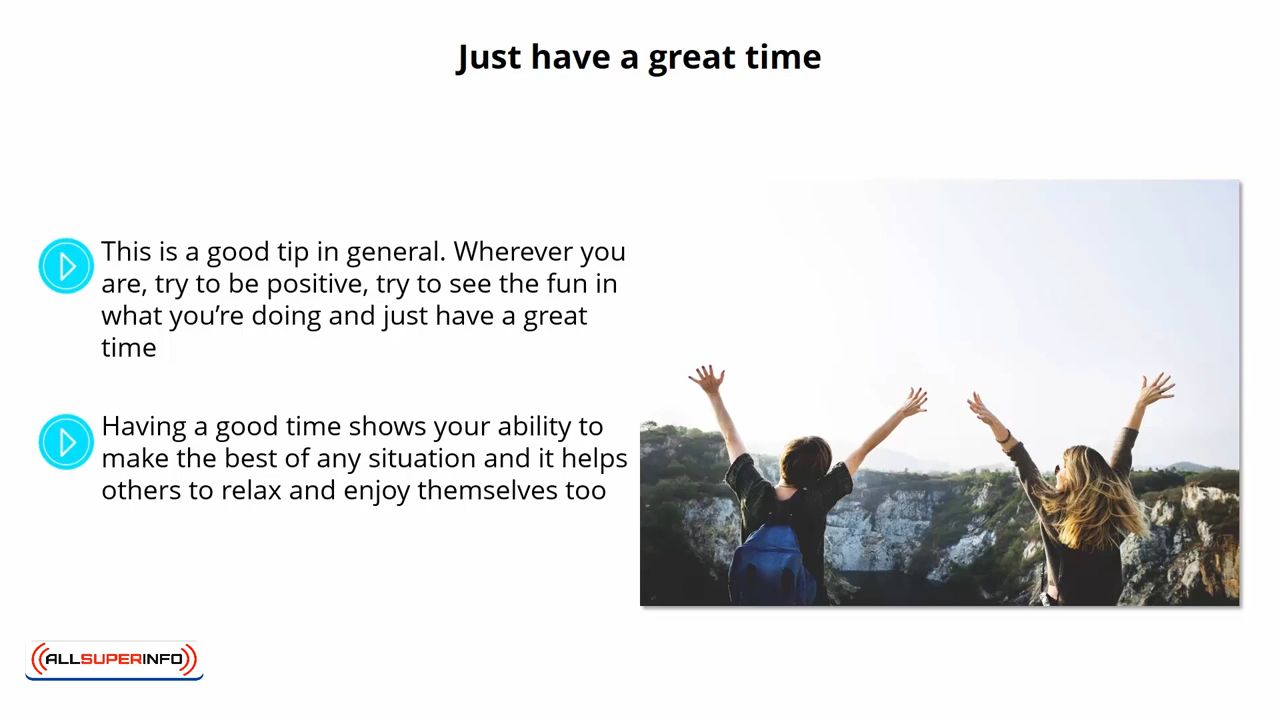 Just have a great time
This is a good tip in general. Wherever you
are, try to be positive, try to see the fun in
what you’re doing and just have a great
time
Having a good time shows your ability to
make the best of any situation and it helps
others to relax and enjoy themselves too
ALLSUPERINFO